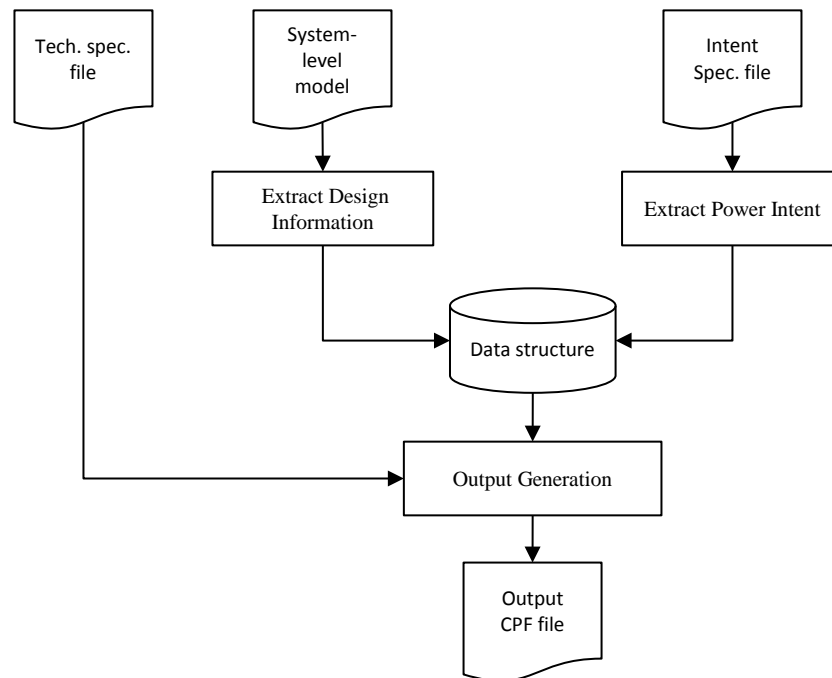 Tech. spec.
file
System-
level
model
Intent
Spec. file
Extract Design
Information
Extract Power Intent
Data structure
Output Generation
Output
CPF file